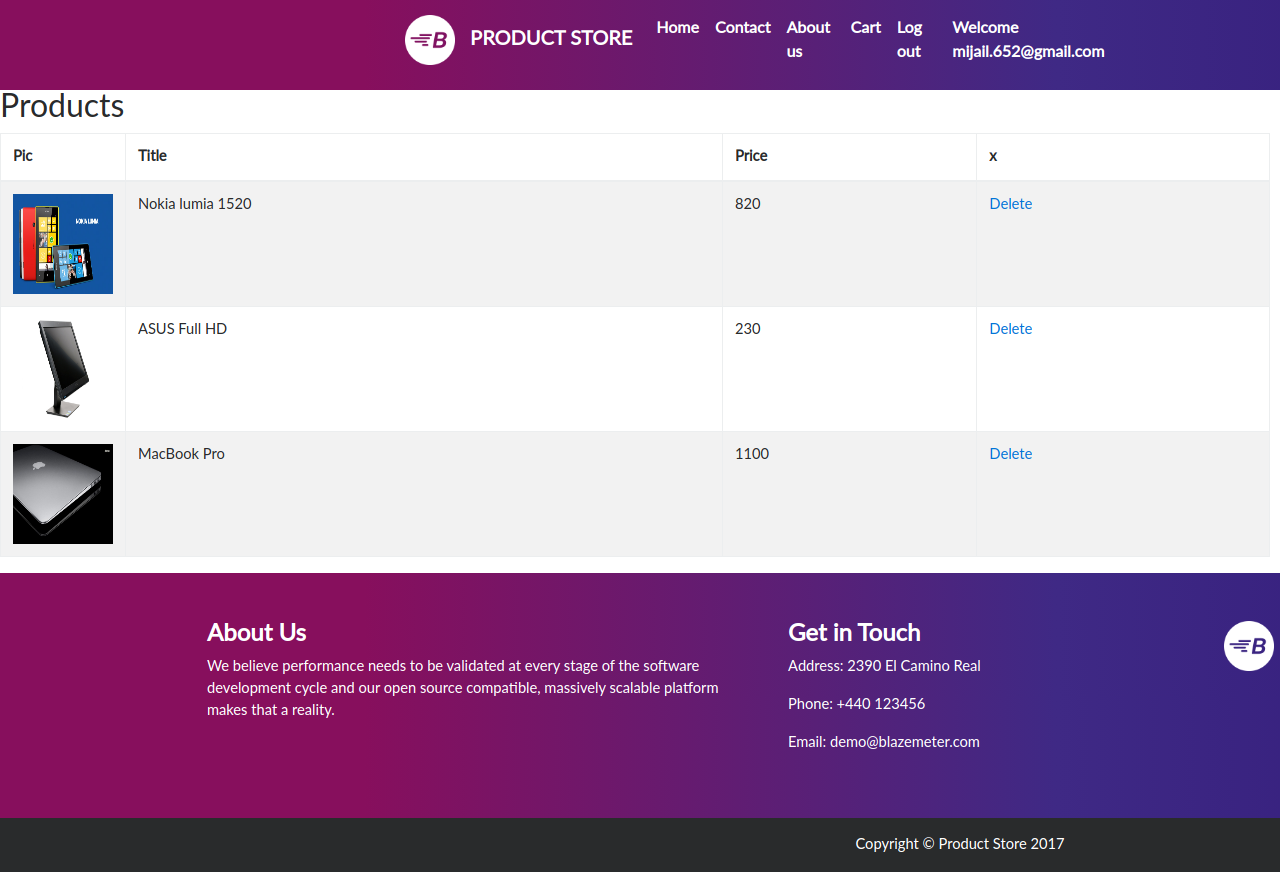 B PRODUCT STORE Home Contact About us Cart Log out Welcome mijail.652@gmail.com
Products
Pic Title Price x
NOKIA LUMIA
Nokia lumia 1520 820 Delete
ASUS Full HD 230 Delete
MacBook Pro 1100 Delete
About Us
We believe performance needs to be validated at every stage of the software
development cycle and our open source compatible, massively scalable platform
makes that a reality.
Get in Touch
Address: 2390 El Camino Real
Phone: +440 123456
Email: demo@blazemeter.com
B
Copyright © Product Store 2017